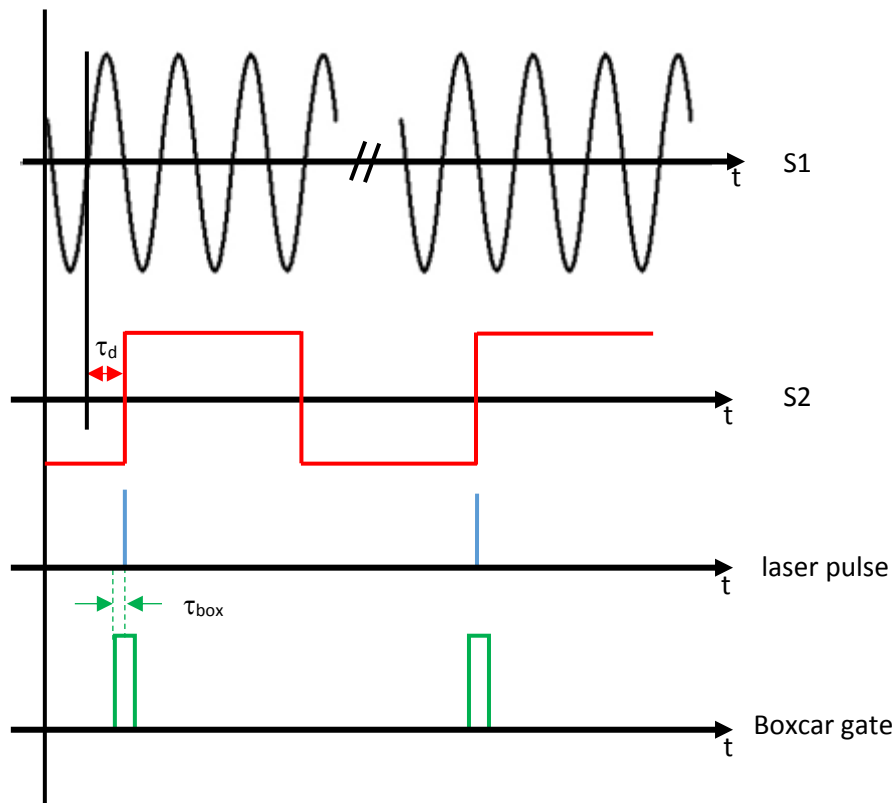 t
S1
τd
t
S2
t
laser pulse
τbox
t
Boxcar gate